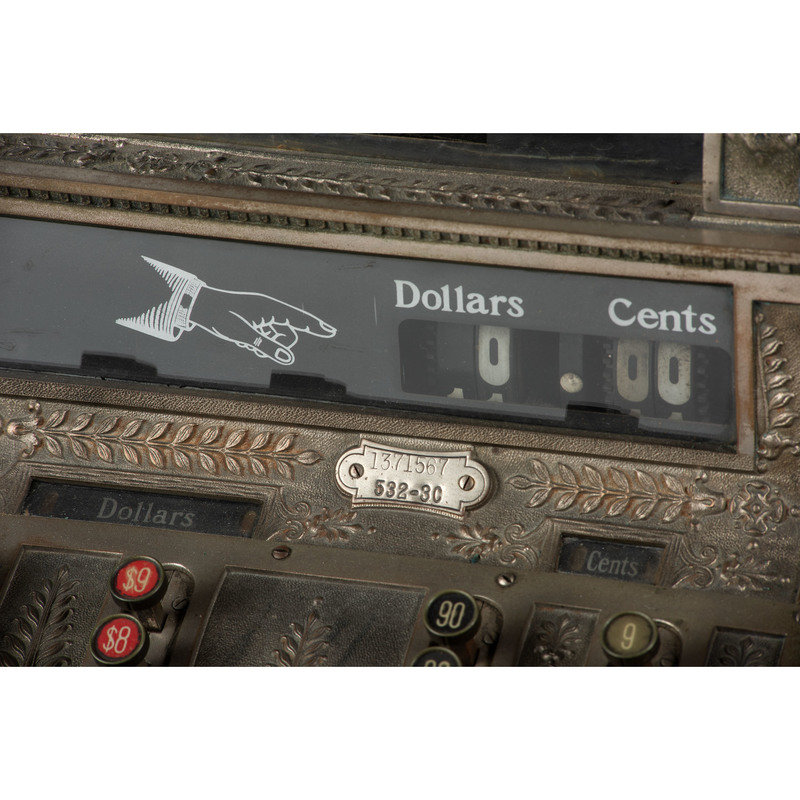 Dollars Cents
0.00
1371567
532-3C
Dollars
Cents
$9
$8
90
9